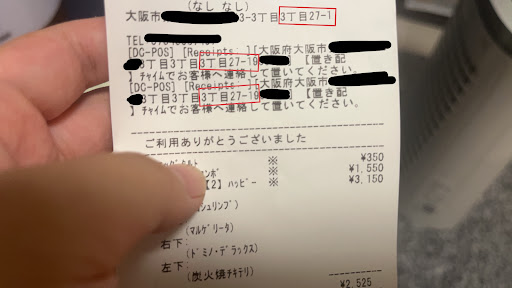 (なし なし)
大阪市 3-3丁目3丁目27-1
TEL
[DC-POS] [Receipts :] [大阪府大阪市
3丁目3丁目3丁目27-19 【置き配
】チャイムでお客様へ連絡して置いてください。
[DC-POS] [Receipts :] [大阪府大阪市
3丁目3丁目27-19 【置き配
】チャイムでお客様へ連絡して置いてください。
ご利用ありがとうございました
※ ¥350
※ ¥1,550
【2】ハッピー ※ ¥3,150
(マルゲリータ)
右下:
(ドミノ・デラックス)
左下:
(炭火焼チキテリ)
¥2,525